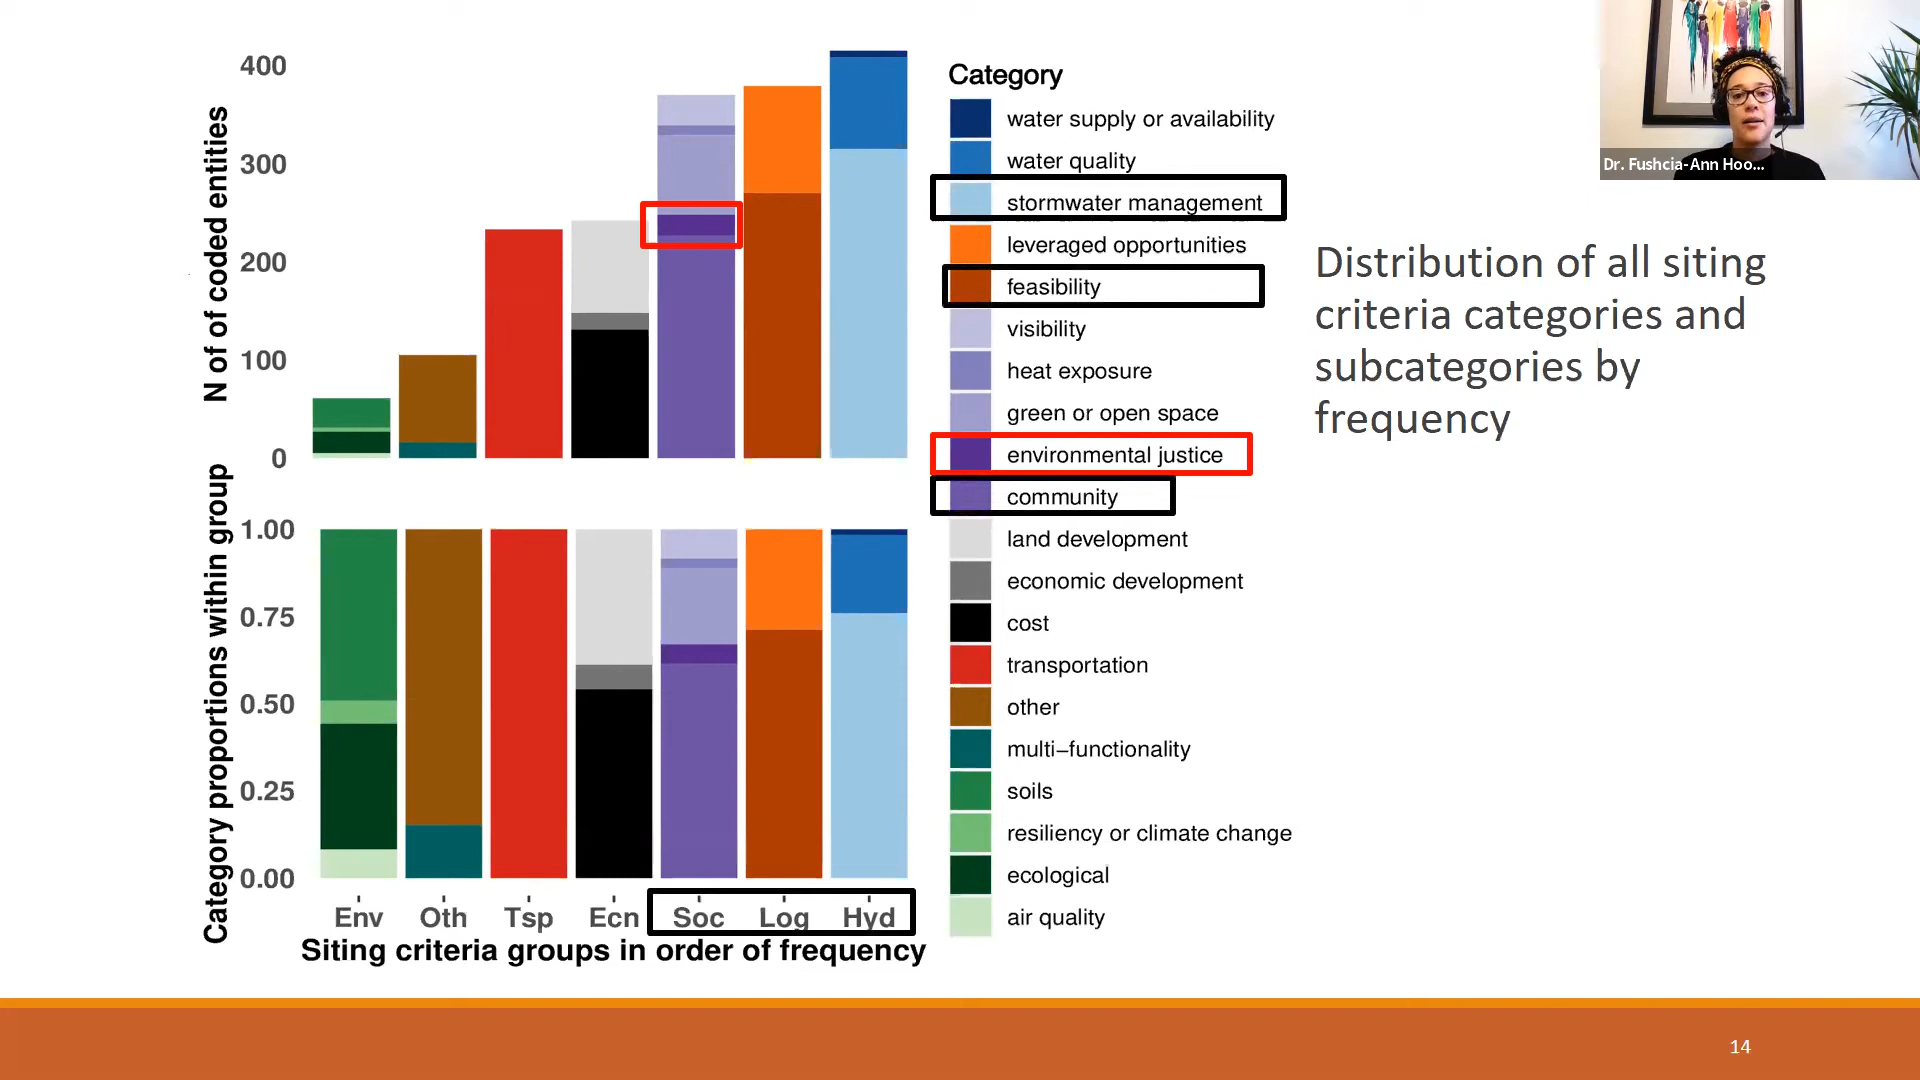 400
300
200
100
0
N of of coded entities
1.00
0.75
0.50
0.25
0.00
Category proportions within group
Env Oth Tsp Ecn Soc Log Hyd
Siting criteria groups in order of frequency
Category
water supply or availability
water quality
stormwater management
leveraged opportunities
feasibility
visibility
heat exposure
green or open space
environmental justice
community
land development
economic development
cost
transportation
other
multi-functionality
soils
resiliency or climate change
ecological
air quality
Distribution of all siting
criteria categories and
subcategories by
frequency
Dr. Fushcia-Ann Hoo...
14